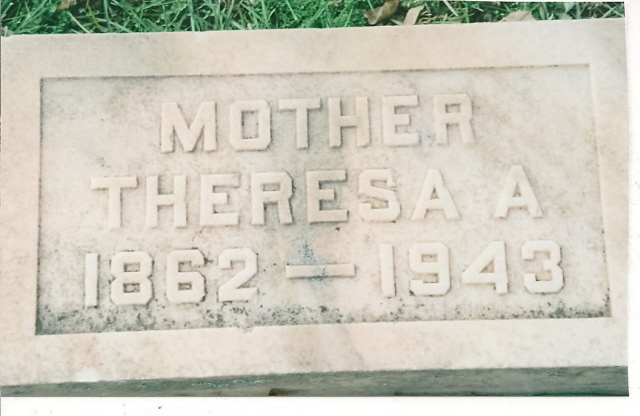 MOTHER
THERESA A
1862 — 1943